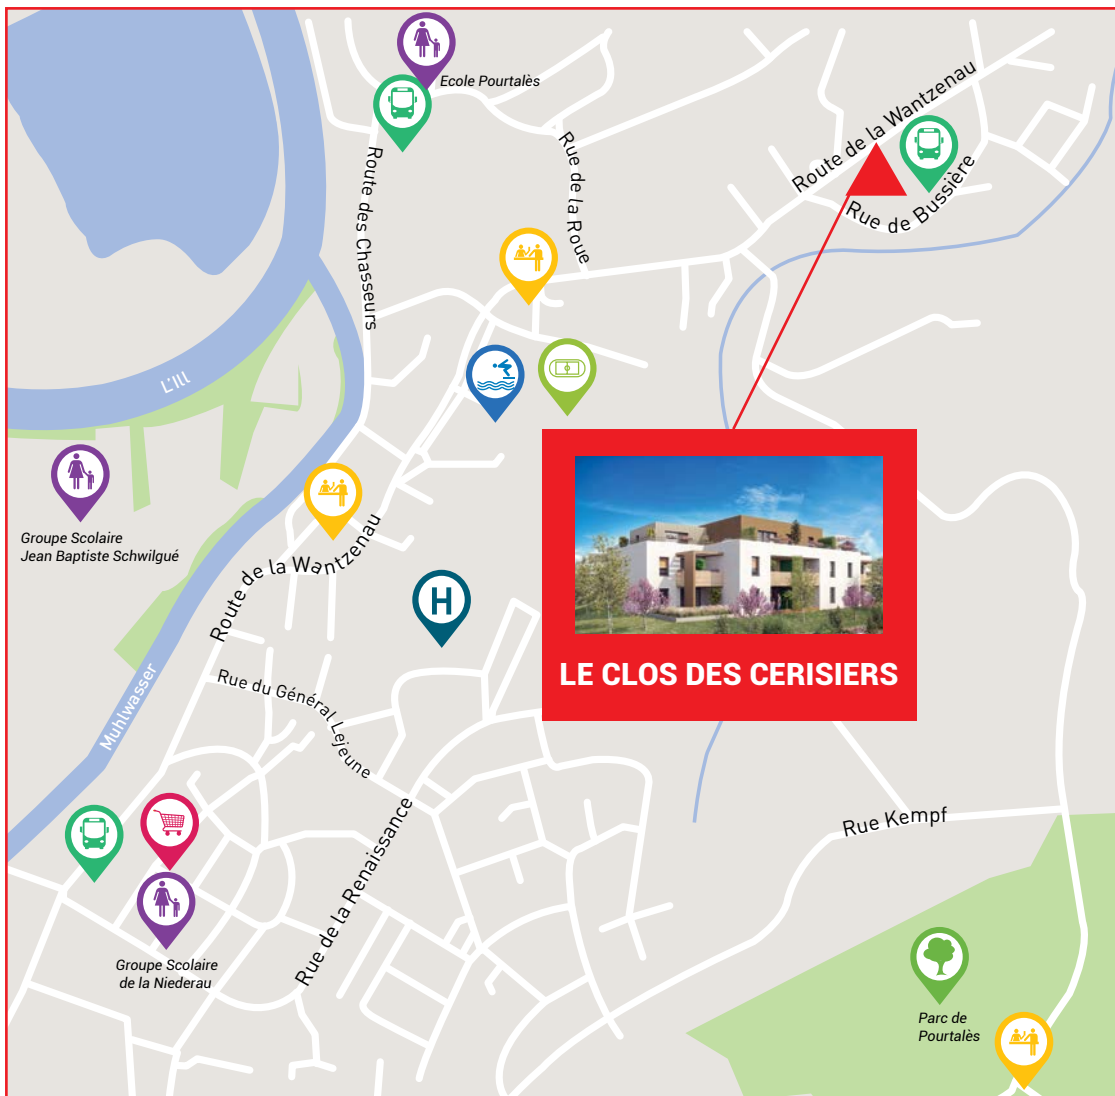 Ecole Pourtalès
Route de la Wantzenau
Rue de la Roue
Route des Chasseurs
Rue de Bussière
L'Ill
Groupe Scolaire
Jean Baptiste Schwilgué
Route de la Wantzenau
H
LE CLOS DES CERISIERS
Muhlwasser
Rue du Général Lejeune
Rue de la Renaissance
Rue Kempf
Groupe Scolaire
de la Niederau
Parc de
Pourtalès